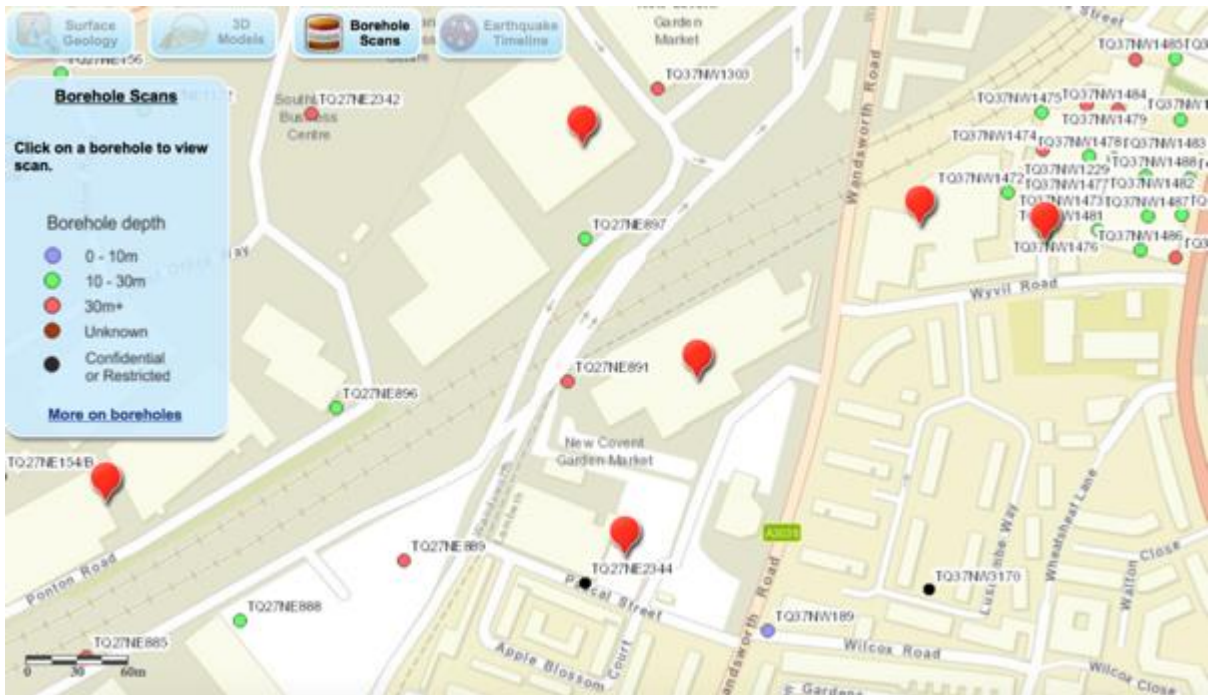 Surface
Geology
3D
Models
Borehole
Scans
Earthquake
Timeline
Garden
Market
Street
TQ27NE156
Borehole Scans
Click on a borehole to view
scan.
Borehole depth
0 - 10m
10 - 30m
30m+
Unknown
Confidential
or Restricted
More on boreholes
TQ27NE2342
Business
Centre
TQ37NW1303
Wandsworth Road
TQ37NW1485
TQ37NW1475
TQ37NW1484
TQ37NW1479
TQ37NW1474
TQ37NW1478
TQ37NW1483
TQ37NW1229
TQ37NW1488
TQ37NW1472
TQ37NW1477
TQ37NW1482
TQ37NW1473
TQ37NW1487
TQ37NW1481
TQ37NW1486
TQ37NW1476
TQ27NE897
Way
Wyvil Road
TQ27NE891
TQ27NE896
New Covent
Garden Market
TQ27NE154/B
Ponton Road
TQ27NE889
TQ27NE2344
Pascal Street
TQ27NE888
TQ27NE885
0 30 60m
Apple Blossom
Court
TQ37NW3170
Wheatsheaf Lane
Walton Close
TQ37NW189
Wilcox Road
Wilcox Close
Gardens